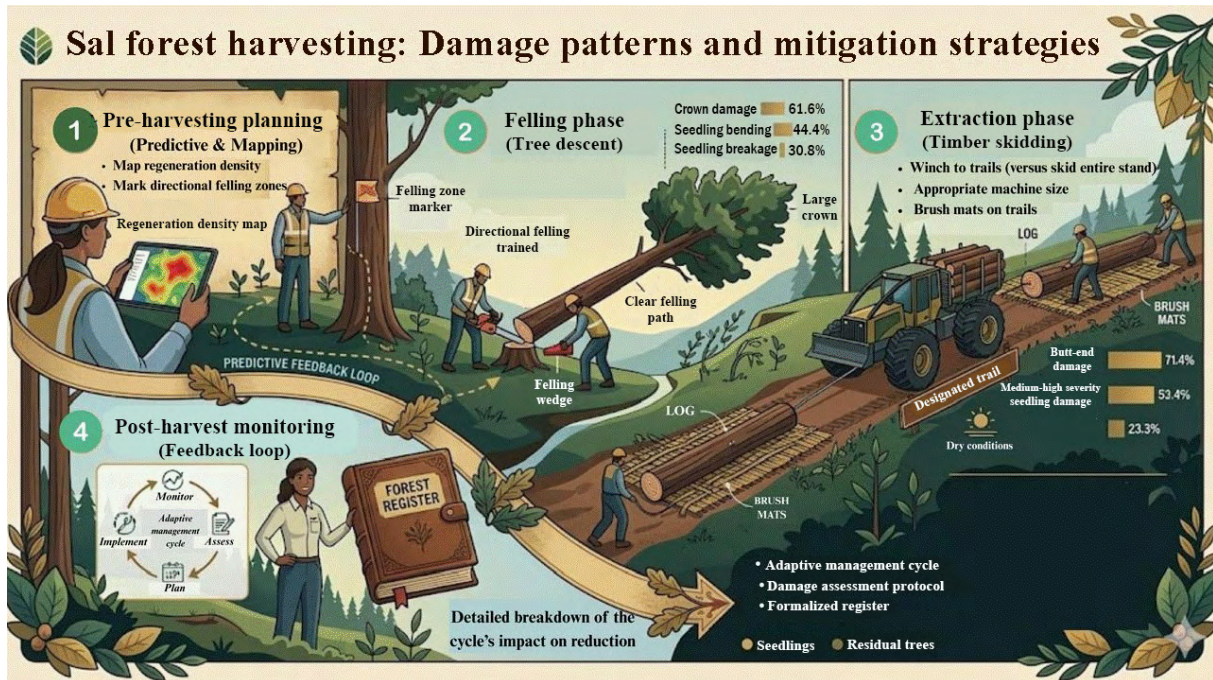 Sal forest harvesting: Damage patterns and mitigation strategies
1
Pre-harvesting planning
(Predictive & Mapping)
• Map regeneration density
• Mark directional felling zones
Regeneration density map
Felling zone
marker
PREDICTIVE FEEDBACK LOOP
2
Felling phase
(Tree descent)
Crown damage 61.6%
Seedling bending 44.4%
Seedling breakage 30.8%
Large
crown
Directional felling
trained
Clear felling
path
Felling
wedge
3
Extraction phase
(Timber skidding)
• Winch to trails (versus skid entire stand)
• Appropriate machine size
• Brush mats on trails
LOG
BRUSH
MATS
Butt-end
damage
71.4%
Medium-high severity
seedling damage
53.4%
23.3%
Designated trail
Dry conditions
LOG
BRUSH
MATS
4
Post-harvest monitoring
(Feedback loop)
Monitor
Adaptive
management
cycle
Implement
Assess
Plan
FOREST
REGISTER
Detailed breakdown of the
cycle's impact on reduction
• Adaptive management cycle
• Damage assessment protocol
• Formalized register
Seedlings
Residual trees